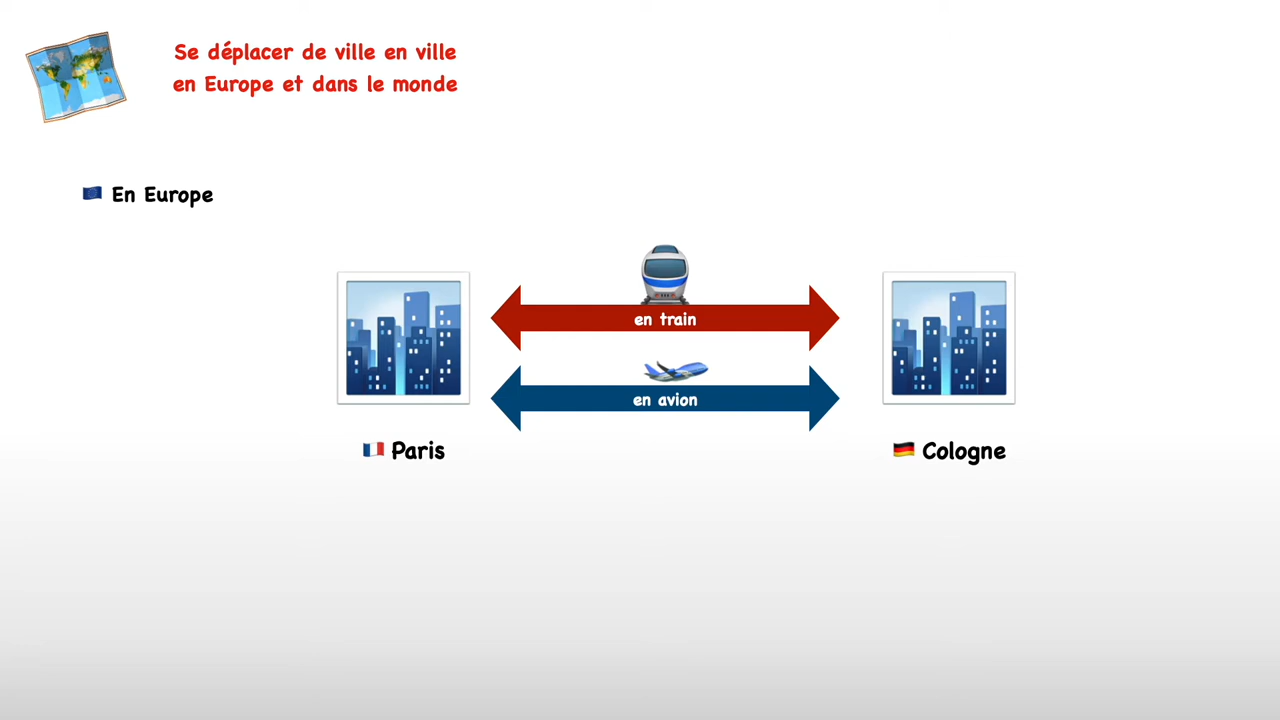 Se déplacer de ville en ville
en Europe et dans le monde
En Europe
en train
en avion
Paris
Cologne